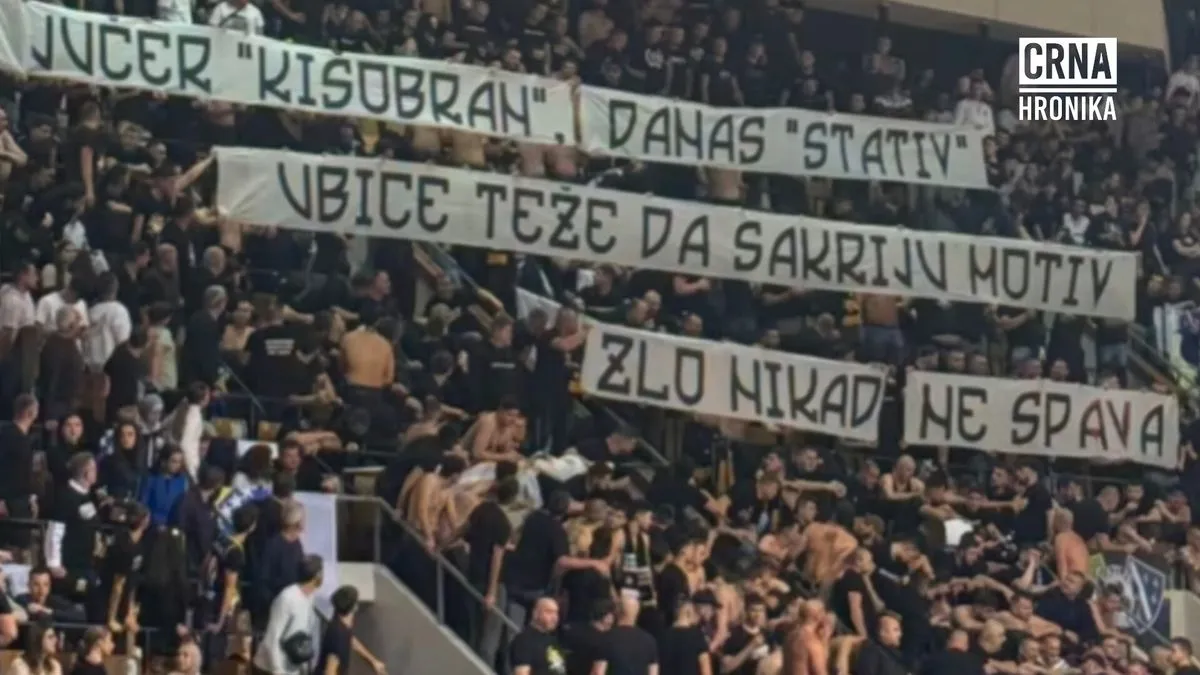 CRNA
HRONIKA
JUČER "KIŠOBRAN", DANAS "STATIV"
UBICE TEŽE DA SAKRIJU MOTIV
ZLO NIKAD NE SPAVA